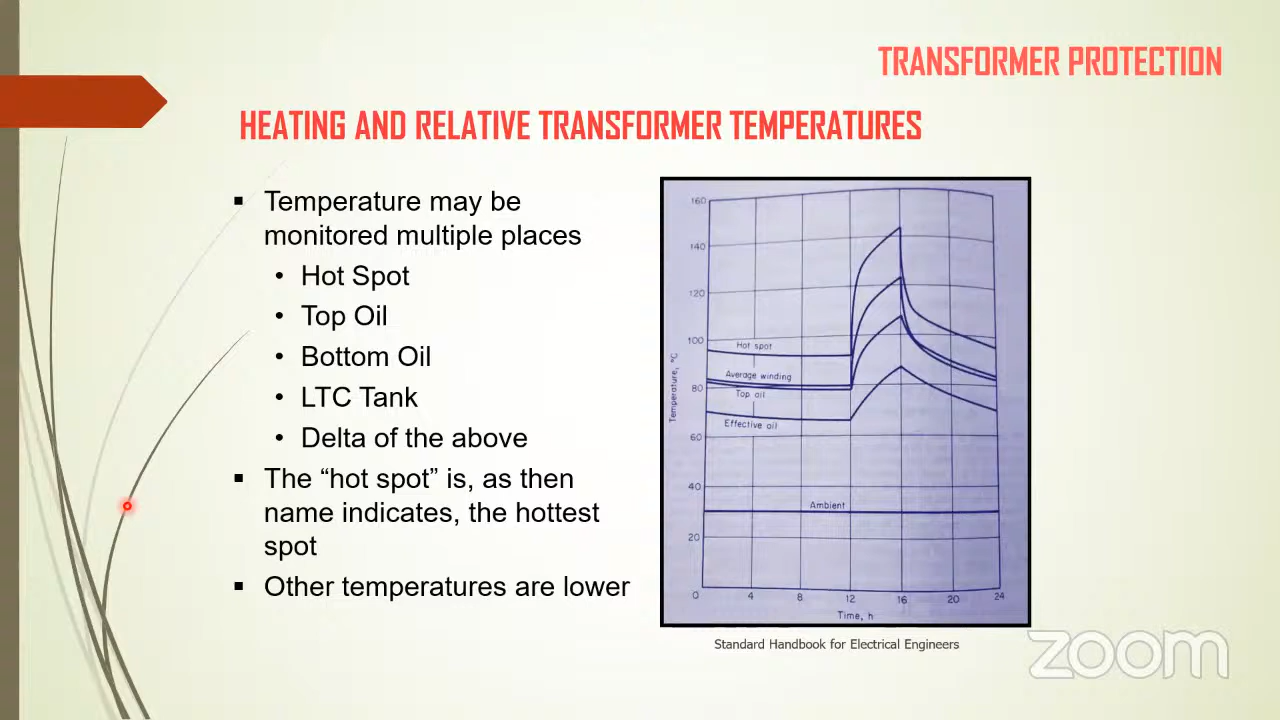 TRANSFORMER PROTECTION
HEATING AND RELATIVE TRANSFORMER TEMPERATURES
▪ Temperature may be
monitored multiple places
• Hot Spot
• Top Oil
• Bottom Oil
• LTC Tank
• Delta of the above
▪ The “hot spot” is, as then
name indicates, the hottest
spot
▪ Other temperatures are lower
160
140
120
100
80
60
40
20
0
Temperature, °C
Hot spot
Average winding
Top oil
Effective oil
Ambient
4 8 12 16 20 24
Time, h
Standard Handbook for Electrical Engineers
zoom